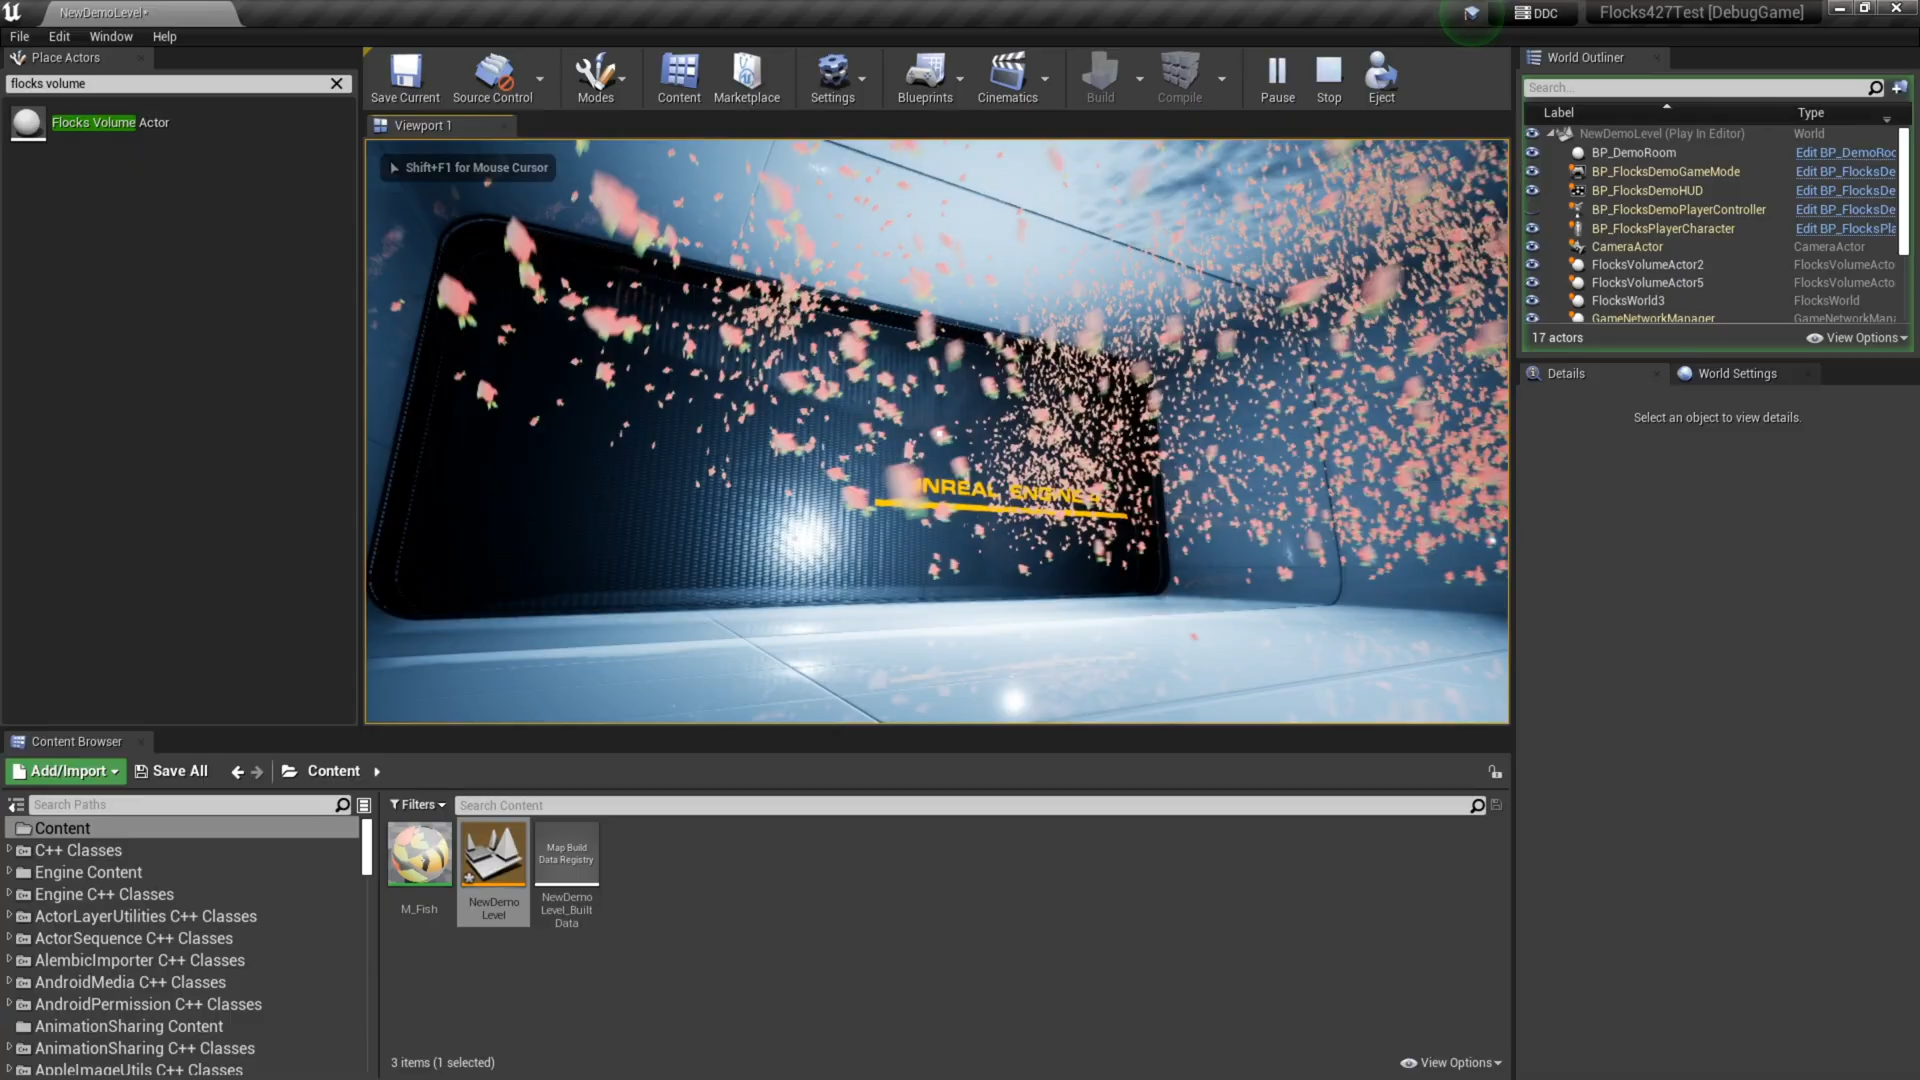 NewDemoLevel•
DDC
Flocks427Test [DebugGame]
File Edit Window Help
Place Actors
flocks volume
Flocks Volume Actor
Save Current
Source Control
Modes
Content
Marketplace
Settings
Blueprints
Cinematics
Build
Compile
Pause
Stop
Eject
Viewport 1
Shift+F1 for Mouse Cursor
UNREAL ENGINE 4
World Outliner
Search...
Label Type
NewDemoLevel (Play In Editor) World
BP_DemoRoom Edit BP_DemoRoo
BP_FlocksDemoGameMode Edit BP_FlocksDe
BP_FlocksDemoHUD Edit BP_FlocksDe
BP_FlocksDemoPlayerController Edit BP_FlocksDe
BP_FlocksPlayerCharacter Edit BP_FlocksPla
CameraActor CameraActor
FlocksVolumeActor2 FlocksVolumeActo
FlocksVolumeActor5 FlocksVolumeActo
FlocksWorld3 FlocksWorld
GameNetworkManager GameNetworkMana
17 actors
View Options
Details
World Settings
Select an object to view details.
Content Browser
Add/Import Save All Content
Search Paths
Content
C++ Classes
Engine Content
Engine C++ Classes
ActorLayerUtilities C++ Classes
ActorSequence C++ Classes
AlembicImporter C++ Classes
AndroidMedia C++ Classes
AndroidPermission C++ Classes
AnimationSharing Content
AnimationSharing C++ Classes
AppleImageUtils C++ Classes
Filters
Search Content
M_Fish
NewDemo
Level
Map Build
Data Registry
NewDemo
Level_Built
Data
3 items (1 selected)
View Options